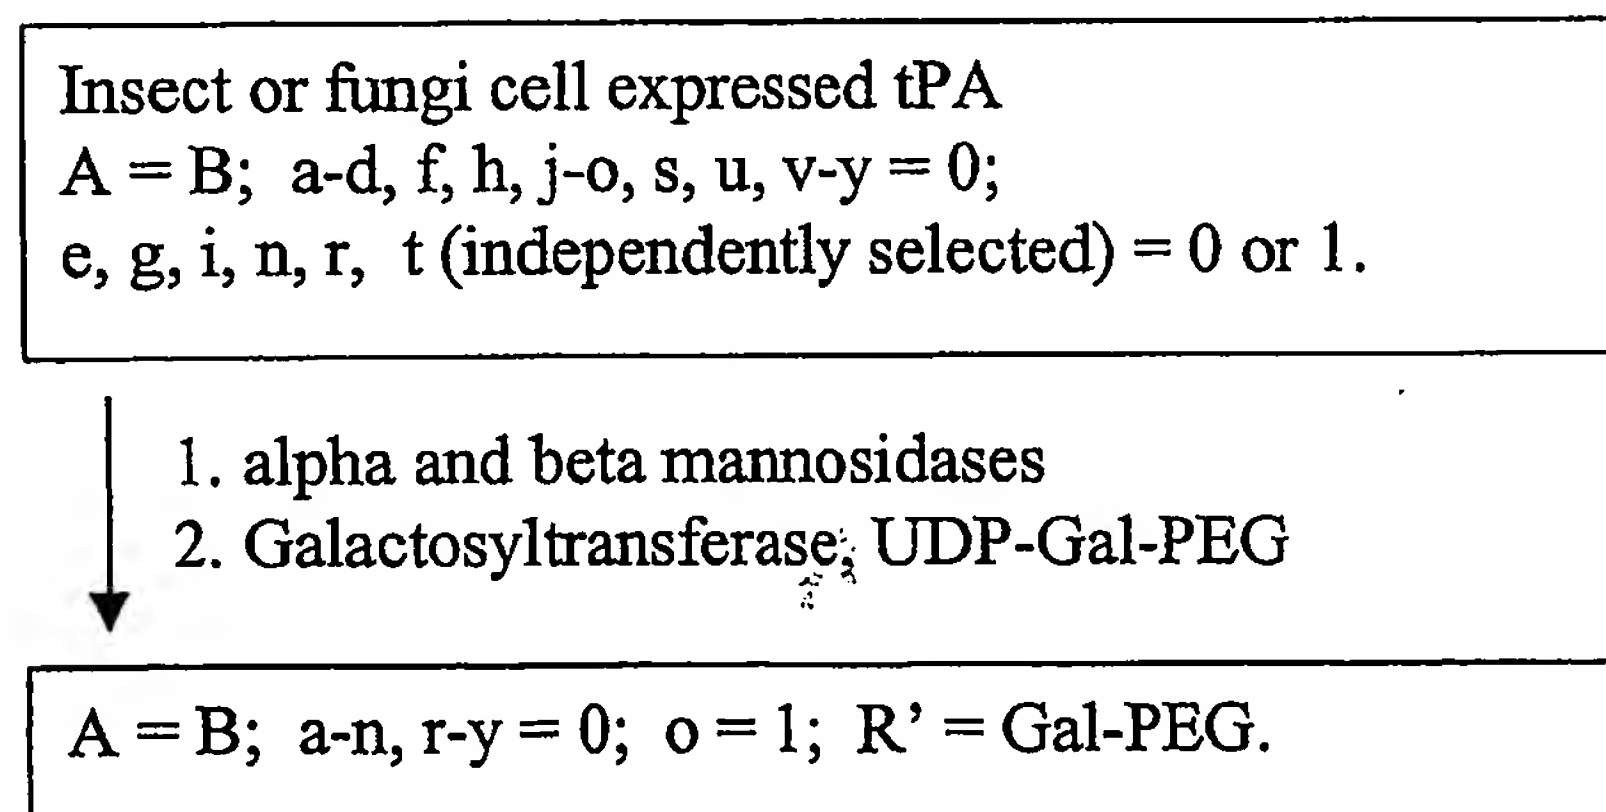 Insect or fungi cell expressed tPA
A = B; a-d, f, h, j-o, s, u, v-y = 0;
e, g, i, n, r, t (independently selected) = 0 or 1.
1. alpha and beta mannosidases
2. Galactosyltransferase, UDP-Gal-PEG
A = B; a-n, r-y = 0; o = 1; R’ = Gal-PEG.